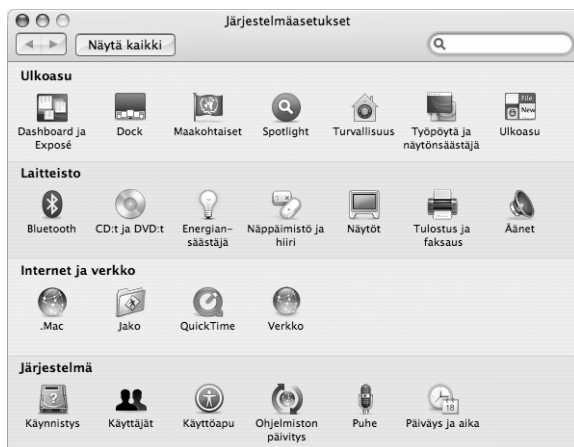 Järjestelmäasetukset
Näytä kaikki
Ulkoasu
Dashboard ja Exposé
Dock
Maakohtaiset
Spotlight
Turvallisuus
Työpöytä ja näytönsäästäjä
File
New
Ulkoasu
Laitteisto
Bluetooth
CD:t ja DVD:t
Energian-
säästäjä
Näppäimistö ja hiiri
Näytöt
Tulostus ja faksaus
Äänet
Internet ja verkko
.Mac
Jako
QuickTime
Verkko
Järjestelmä
Käynnistys
Käyttäjät
Käyttöapu
Ohjelmiston päivitys
Puhe
18
Päiväys ja aika